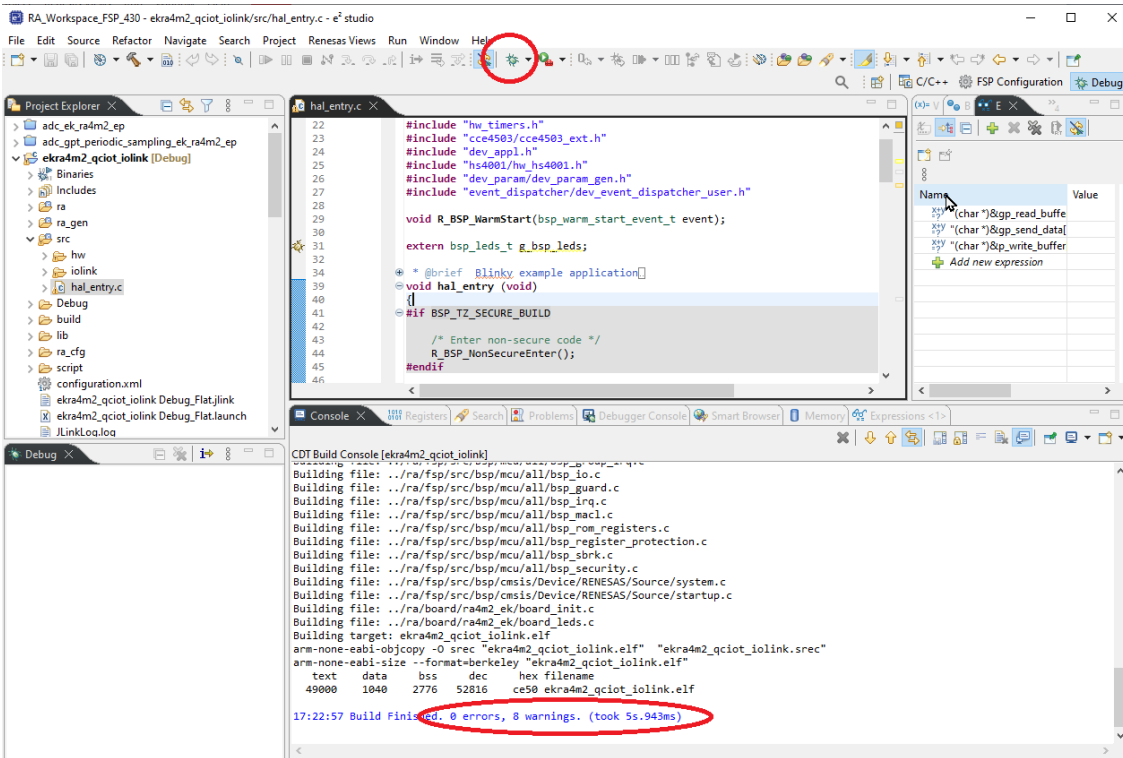 RA_Workspace_FSP_430 - ekra4m2_qciot_iolink/src/hal_entry.c - e² studio
File Edit Source Refactor Navigate Search Project Renesas Views Run Window Help
C/C++ FSP Configuration Debug
Project Explorer
adc_ek_ra4m2_ep
adc_gpt_periodic_sampling_ek_ra4m2_ep
ekra4m2_qciot_iolink [Debug]
Binaries
Includes
ra
ra_gen
src
hw
iolink
hal_entry.c
Debug
build
lib
ra_cfg
script
configuration.xml
ekra4m2_qciot_iolink Debug_Flat.jlink
ekra4m2_qciot_iolink Debug_Flat.launch
JLinkLog.log
Debug
hal_entry.c
22 #include "hw_timers.h"
23 #include "cce4503/cce4503_ext.h"
24 #include "dev_appl.h"
25 #include "hs4001/hw_hs4001.h"
26 #include "dev_param/dev_param_gen.h"
27 #include "event_dispatcher/dev_event_dispatcher_user.h"
28
29 void R_BSP_WarmStart(bsp_warm_start_event_t event);
30
31 extern bsp_leds_t g_bsp_leds;
32
34 * @brief Blinky example application
39 void hal_entry (void)
40 {
41 #if BSP_TZ_SECURE_BUILD
42
43 /* Enter non-secure code */
44 R_BSP_NonSecureEnter();
45 #endif
46
(x)= V B E
Name Value
"(char *)&gp_read_buffe
"(char *)&gp_send_data[
"(char *)&p_write_buffer
Add new expression
Console Registers Search Problems Debugger Console Smart Browser Memory Expressions <1>
CDT Build Console [ekra4m2_qciot_iolink]
Building file: ../ra/fsp/src/bsp/mcu/all/bsp_group_irq.c
Building file: ../ra/fsp/src/bsp/mcu/all/bsp_io.c
Building file: ../ra/fsp/src/bsp/mcu/all/bsp_guard.c
Building file: ../ra/fsp/src/bsp/mcu/all/bsp_irq.c
Building file: ../ra/fsp/src/bsp/mcu/all/bsp_macl.c
Building file: ../ra/fsp/src/bsp/mcu/all/bsp_rom_registers.c
Building file: ../ra/fsp/src/bsp/mcu/all/bsp_register_protection.c
Building file: ../ra/fsp/src/bsp/mcu/all/bsp_sbrk.c
Building file: ../ra/fsp/src/bsp/mcu/all/bsp_security.c
Building file: ../ra/fsp/src/bsp/cmsis/Device/RENESAS/Source/system.c
Building file: ../ra/fsp/src/bsp/cmsis/Device/RENESAS/Source/startup.c
Building file: ../ra/board/ra4m2_ek/board_init.c
Building file: ../ra/board/ra4m2_ek/board_leds.c
Building target: ekra4m2_qciot_iolink.elf
arm-none-eabi-objcopy -O srec "ekra4m2_qciot_iolink.elf" "ekra4m2_qciot_iolink.srec"
arm-none-eabi-size --format=berkeley "ekra4m2_qciot_iolink.elf"
text data bss dec hex filename
49000 1040 2776 52816 ce50 ekra4m2_qciot_iolink.elf
17:22:57 Build Finished. 0 errors, 8 warnings. (took 5s.943ms)